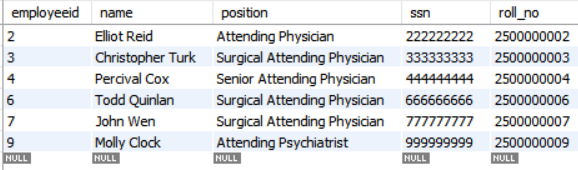 employeeid name position ssn roll_no
2 Elliot Reid Attending Physician 222222222 2500000002
3 Christopher Turk Surgical Attending Physician 333333333 2500000003
4 Percival Cox Senior Attending Physician 444444444 2500000004
6 Todd Quinlan Surgical Attending Physician 666666666 2500000006
7 John Wen Surgical Attending Physician 777777777 2500000007
9 Molly Clock Attending Psychiatrist 999999999 2500000009
NULL NULL NULL NULL NULL